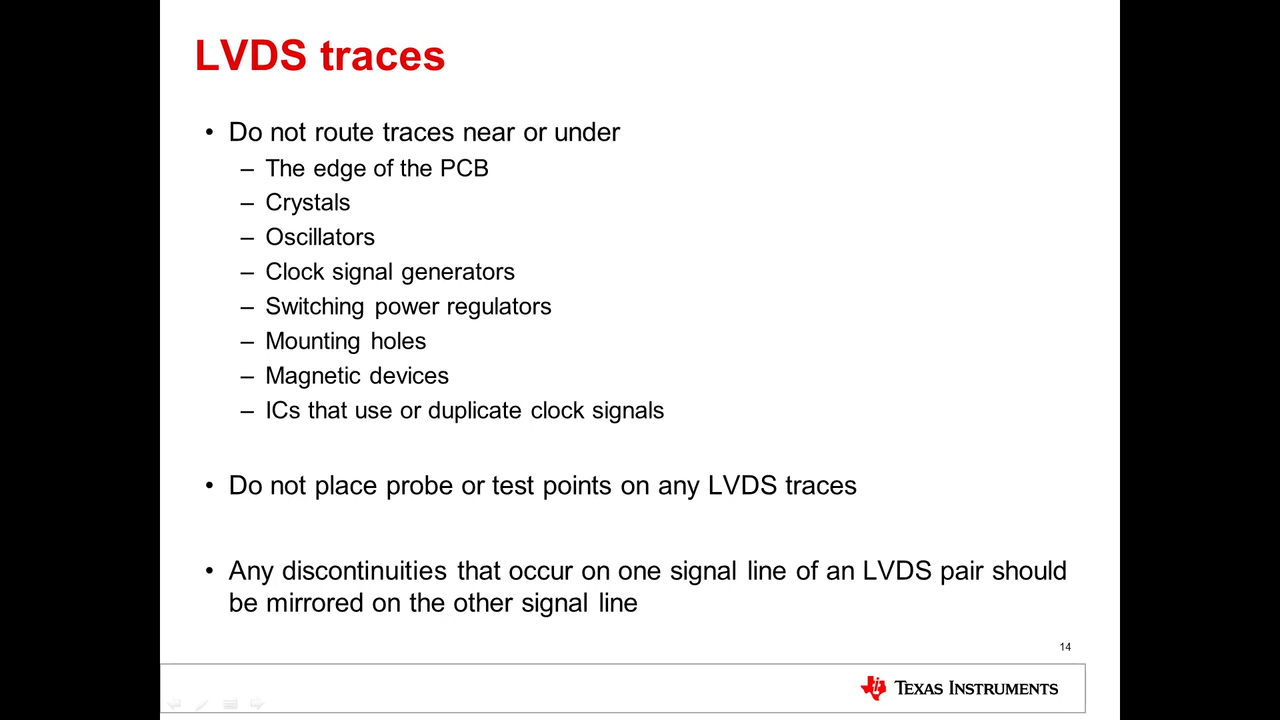 LVDS traces
• Do not route traces near or under
– The edge of the PCB
– Crystals
– Oscillators
– Clock signal generators
– Switching power regulators
– Mounting holes
– Magnetic devices
– ICs that use or duplicate clock signals
• Do not place probe or test points on any LVDS traces
• Any discontinuities that occur on one signal line of an LVDS pair should
be mirrored on the other signal line
14
TEXAS INSTRUMENTS